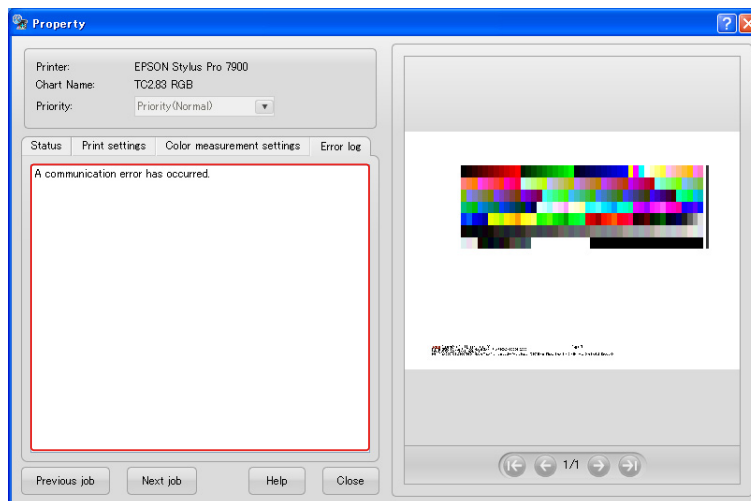 Property
Printer: EPSON Stylus Pro 7900
Chart Name: TC2.83 RGB
Priority: Priority(Normal)
Status Print settings Color measurement settings Error log
A communication error has occurred.
1/1
Previous job Next job Help Close